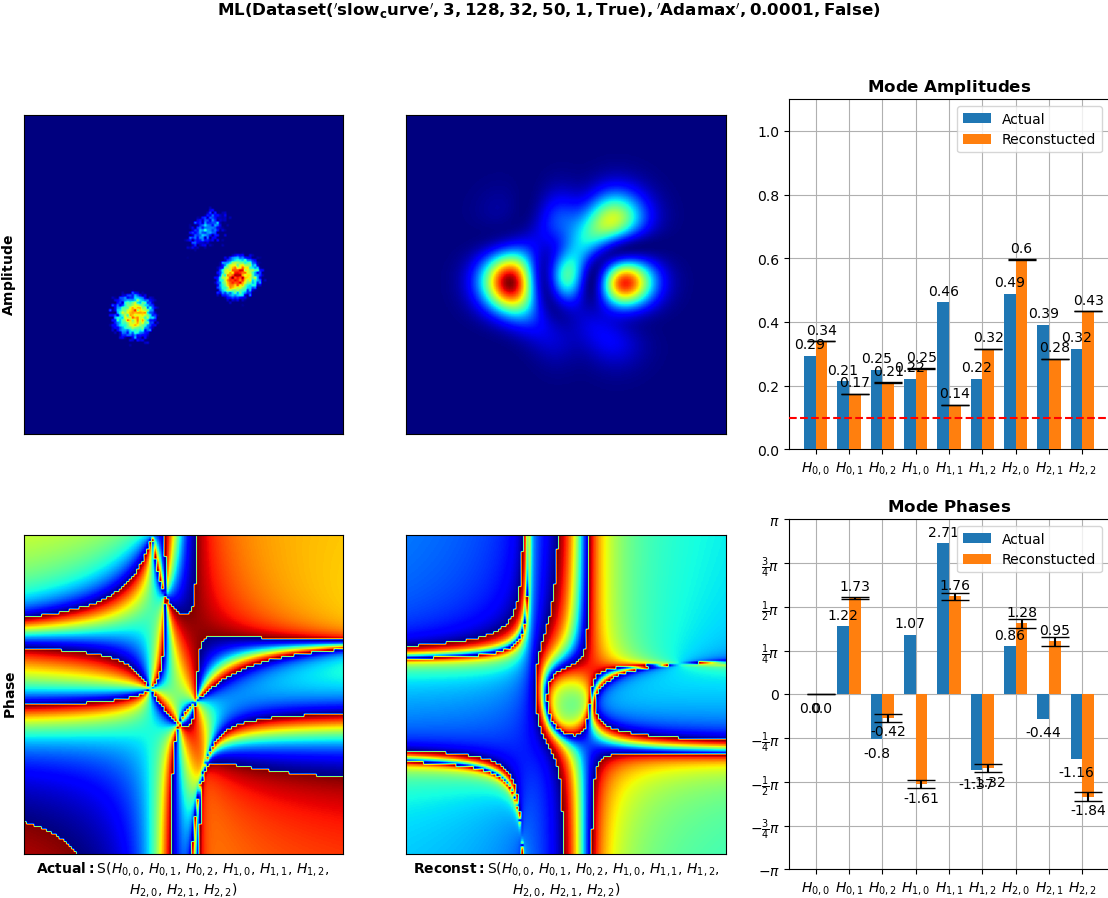 ML(Dataset('slow_curve', 3, 128, 32, 50, 1, True), 'Adamax', 0.0001, False)
Amplitude
Mode Amplitudes
Actual
Reconstucted
1.0
0.8
0.6
0.4
0.2
0.0
0.29
0.34
0.21
0.17
0.25
0.21
0.22
0.25
0.46
0.14
0.22
0.32
0.49
0.6
0.39
0.28
0.32
0.43
H0,0 H0,1 H0,2 H1,0 H1,1 H1,2 H2,0 H2,1 H2,2
Phase
Mode Phases
Actual
Reconstucted
π
3/4π
1/2π
1/4π
0
−1/4π
−1/2π
−3/4π
−π
0.0
0.0
1.22
1.73
-0.8
-0.42
1.07
-1.61
2.71
1.76
-1.37
-1.32
0.86
1.28
-0.44
0.95
-1.16
-1.84
H0,0 H0,1 H0,2 H1,0 H1,1 H1,2 H2,0 H2,1 H2,2
Actual: S(H0,0, H0,1, H0,2, H1,0, H1,1, H1,2,
H2,0, H2,1, H2,2)
Reconst: S(H0,0, H0,1, H0,2, H1,0, H1,1, H1,2,
H2,0, H2,1, H2,2)